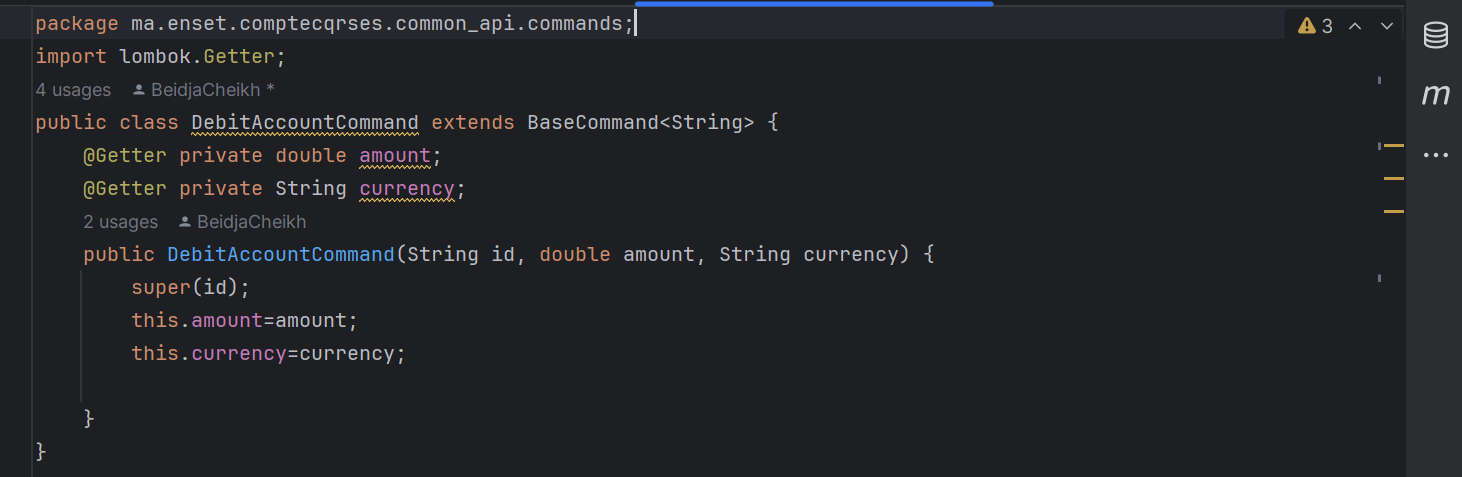 package ma.enset.comptecqrses.common_api.commands;
3
import lombok.Getter;
4 usages BeidjaCheikh *
public class DebitAccountCommand extends BaseCommand<String> {
@Getter private double amount;
@Getter private String currency;
2 usages BeidjaCheikh
public DebitAccountCommand(String id, double amount, String currency) {
super(id);
this.amount=amount;
this.currency=currency;
}
}
m